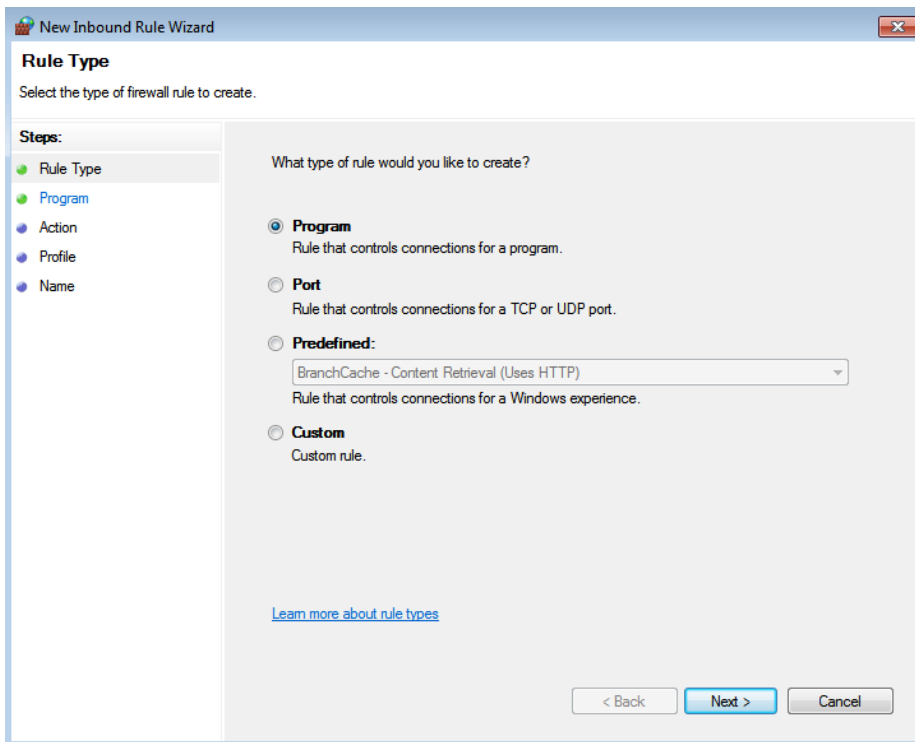 New Inbound Rule Wizard
Rule Type
Select the type of firewall rule to create.
Steps:
Rule Type
Program
Action
Profile
Name
What type of rule would you like to create?
Program
Rule that controls connections for a program.
Port
Rule that controls connections for a TCP or UDP port.
Predefined:
BranchCache - Content Retrieval (Uses HTTP)
Rule that controls connections for a Windows experience.
Custom
Custom rule.
Learn more about rule types
< Back Next > Cancel